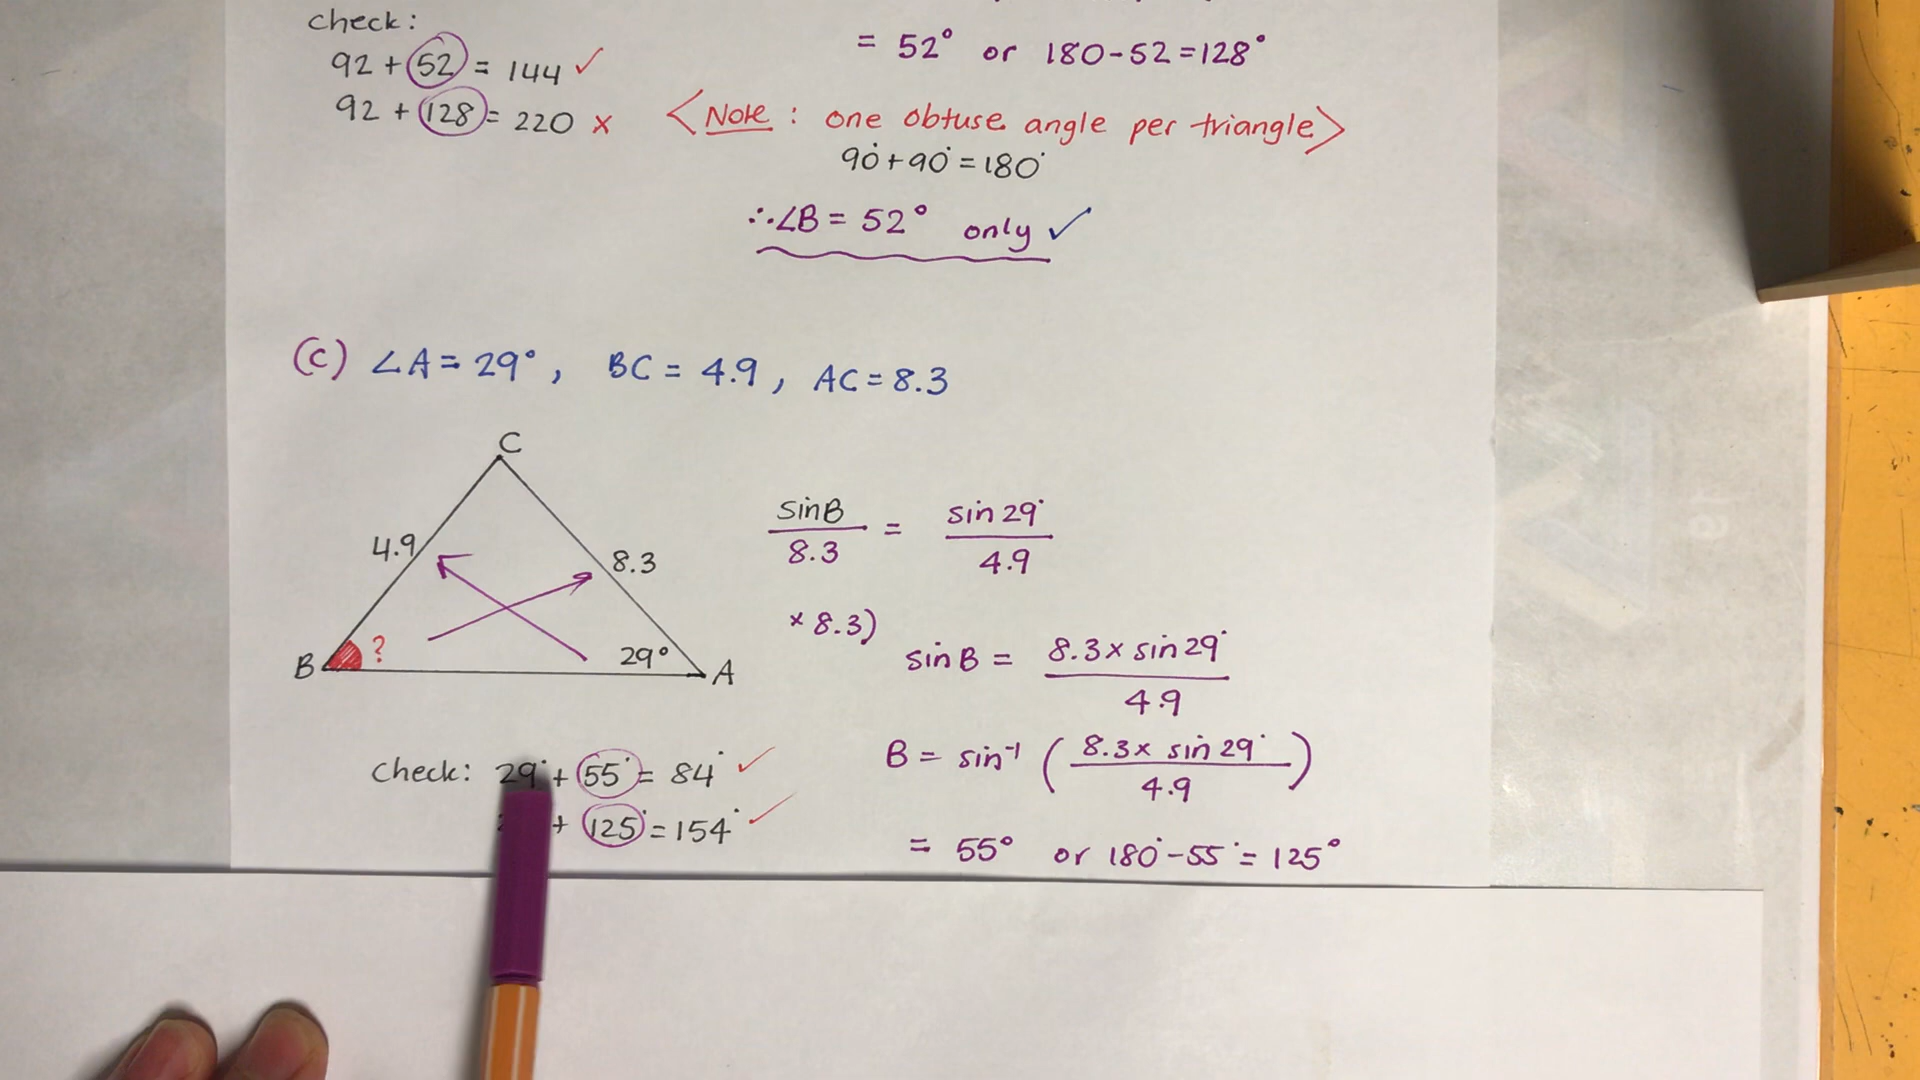 check:
92 + 52 = 144 ✓
92 + 128 = 220 x
= 52° or 180-52=128°
<Note: one obtuse angle per triangle>
90°+90°=180°
∴∠B = 52° only ✓
(c) ∠A = 29°, BC = 4.9, AC = 8.3
C
4.9
8.3
B
?
29°
A
sinB/8.3 = sin 29°/4.9
× 8.3)
sin B = 8.3 × sin 29°/4.9
B = sin⁻¹ (8.3 × sin 29°/4.9)
= 55° or 180°-55° = 125°
Check: 29° + 55° = 84° ✓
+ 125° = 154° ✓